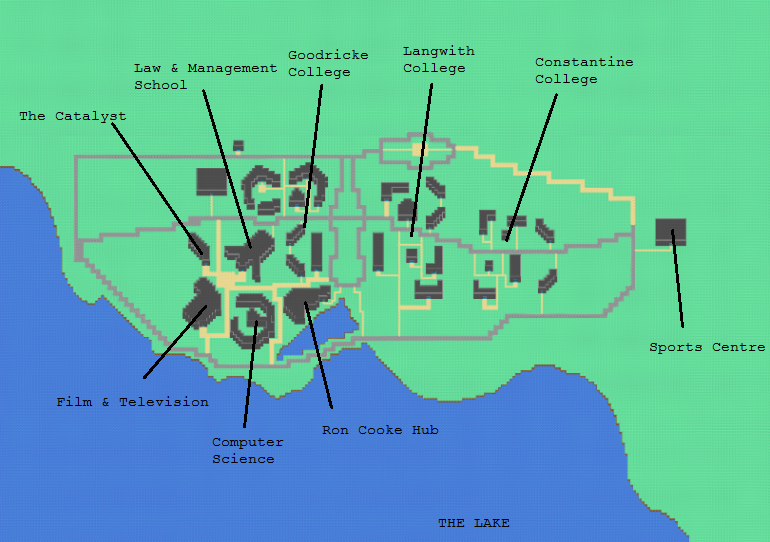 Goodricke
College
Langwith
College
Constantine
College
Law & Management
School
The Catalyst
Sports Centre
Film & Television
Ron Cooke Hub
Computer
Science
THE LAKE